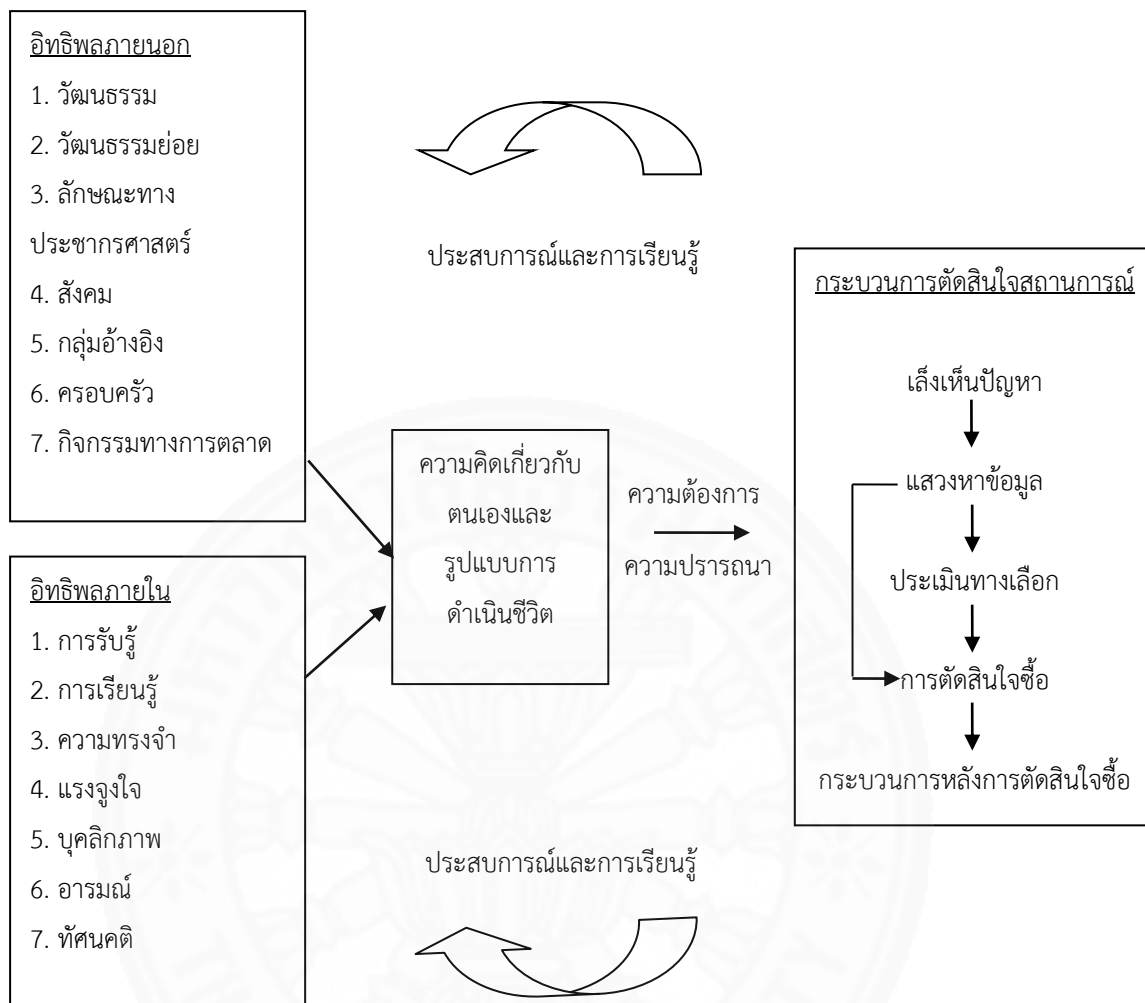 อิทธิพลภายนอก
1. วัฒนธรรม
2. วัฒนธรรมย่อย
3. ลักษณะทาง
ประชากรศาสตร์
4. สังคม
5. กลุ่มอ้างอิง
6. ครอบครัว
7. กิจกรรมทางการตลาด
อิทธิพลภายใน
1. การรับรู้
2. การเรียนรู้
3. ความทรงจำ
4. แรงจูงใจ
5. บุคลิกภาพ
6. อารมณ์
7. ทัศนคติ
ประสบการณ์และการเรียนรู้
ความคิดเกี่ยวกับ
ตนเองและ
รูปแบบการ
ดำเนินชีวิต
ความต้องการ
ความปรารถนา
ประสบการณ์และการเรียนรู้
กระบวนการตัดสินใจสถานการณ์
เล็งเห็นปัญหา
แสวงหาข้อมูล
ประเมินทางเลือก
การตัดสินใจซื้อ
กระบวนการหลังการตัดสินใจซื้อ